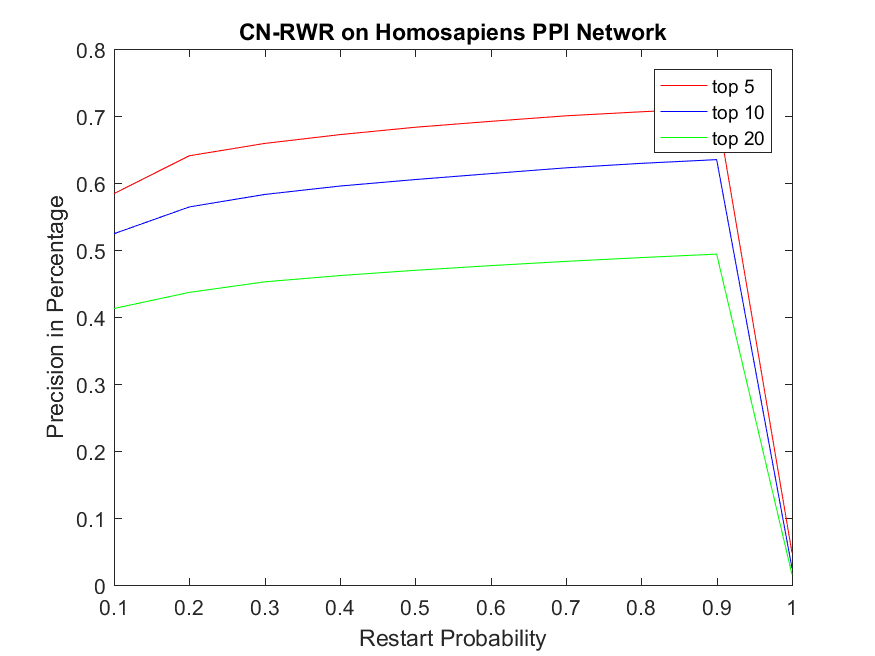 CN-RWR on Homosapiens PPI Network
0.8
0.7
0.6
0.5
0.4
0.3
0.2
0.1
0
Precision in Percentage
top 5
top 10
top 20
0.1 0.2 0.3 0.4 0.5 0.6 0.7 0.8 0.9 1
Restart Probability